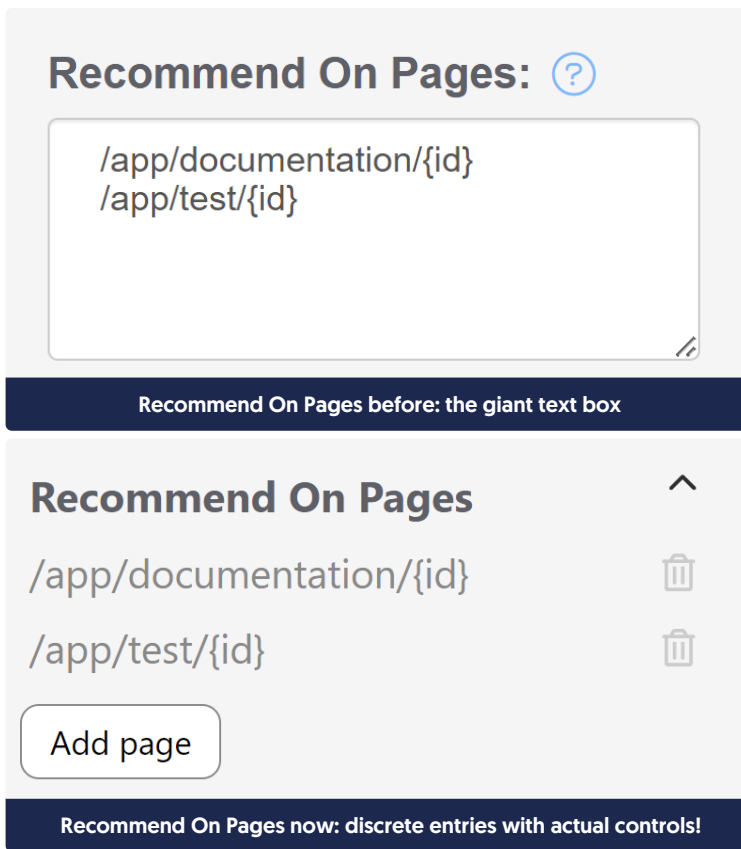 Recommend On Pages: ?
/app/documentation/{id}
/app/test/{id}
Recommend On Pages before: the giant text box
Recommend On Pages
/app/documentation/{id}
/app/test/{id}
Add page
Recommend On Pages now: discrete entries with actual controls!